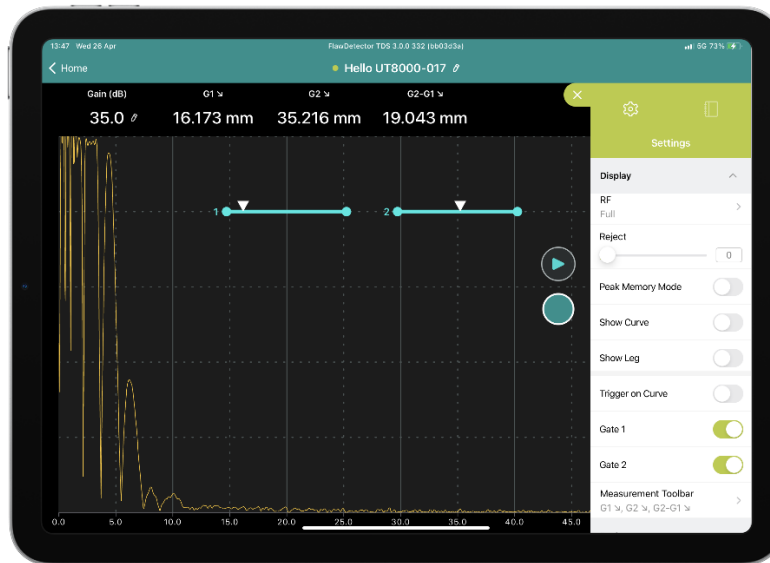 13:47 Wed 26 Apr
FlawDetector TDS 3.0.0 332 (bb03d3a)
5G 73%
Home
Hello UT8000-017
Gain (dB) G1 ↘ G2 ↘ G2-G1 ↘
35.0 16.173 mm 35.216 mm 19.043 mm
Settings
Display
RF
Full
Reject
0
Peak Memory Mode
Show Curve
Show Leg
Trigger on Curve
Gate 1
Gate 2
Measurement Toolbar
G1 ↘, G2 ↘, G2-G1 ↘
1 2
0.0 5.0 10.0 15.0 20.0 25.0 30.0 35.0 40.0 45.0